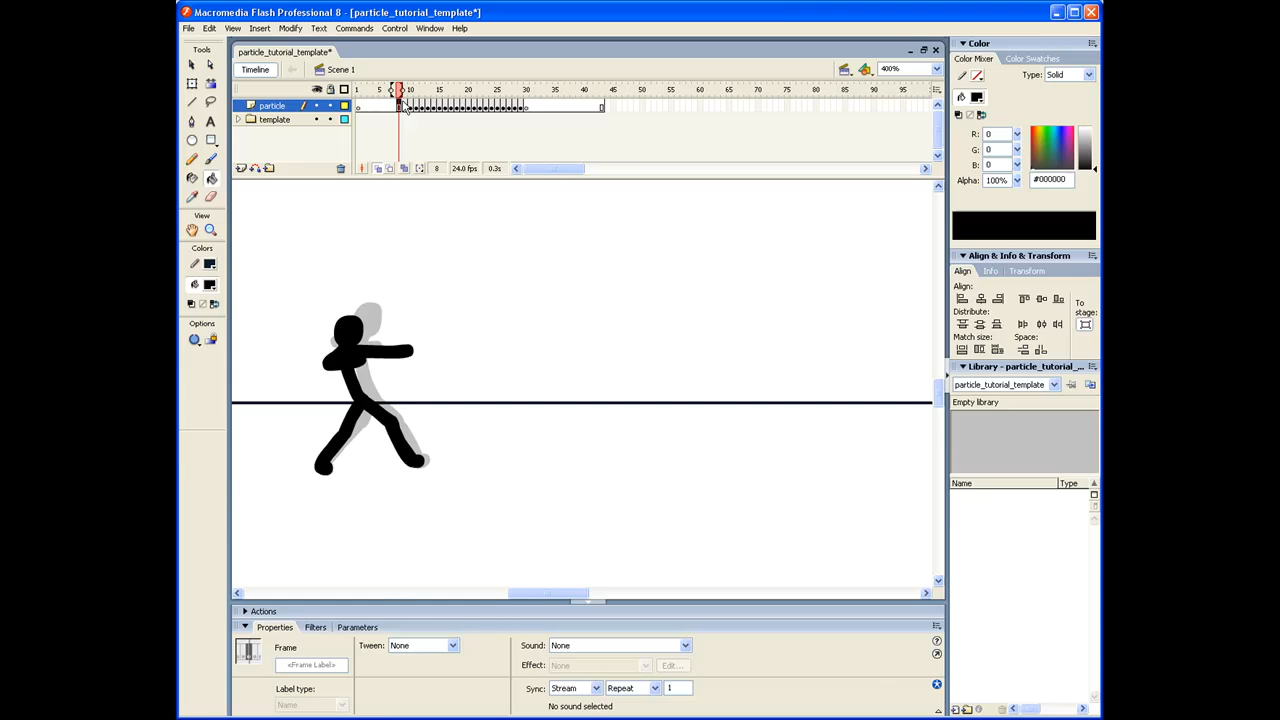 Macromedia Flash Professional 8 - [particle_tutorial_template*]
File Edit View Insert Modify Text Commands Control Window Help
Tools
particle_tutorial_template*
Timeline
Scene 1
400%
1 5 10 15 20 25 30 35 40 45 50 55 60 65 70 75 80 85 90 95
particle
template
8 24.0 fps 0.3s
View
Colors
Options
Color
Color Mixer Color Swatches
Type: Solid
R: 0
G: 0
B: 0
Alpha: 100% #000000
Align & Info & Transform
Align Info Transform
Align:
To stage
Distribute:
Match size: Space:
Library - particle_tutorial_...
particle_tutorial_template
Empty library
Name Type
Actions
Properties Filters Parameters
Frame
<Frame Label>
Label type:
Name
Tween: None
Sound: None
Effect: None Edit...
Sync: Stream Repeat 1
No sound selected